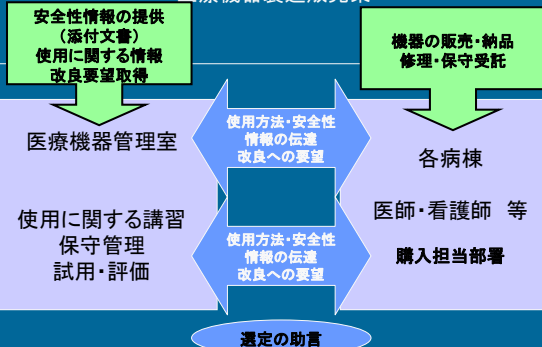 安全性情報の提供
(添付文書)
使用に関する情報
改良要望取得
機器の販売・納品
修理・保守受託
医療機器管理室
使用に関する講習
保守管理
試用・評価
使用方法・安全性
情報の伝達
改良への要望
使用方法・安全性
情報の伝達
改良への要望
各病棟
医師・看護師 等
購入担当部署
選定の助言